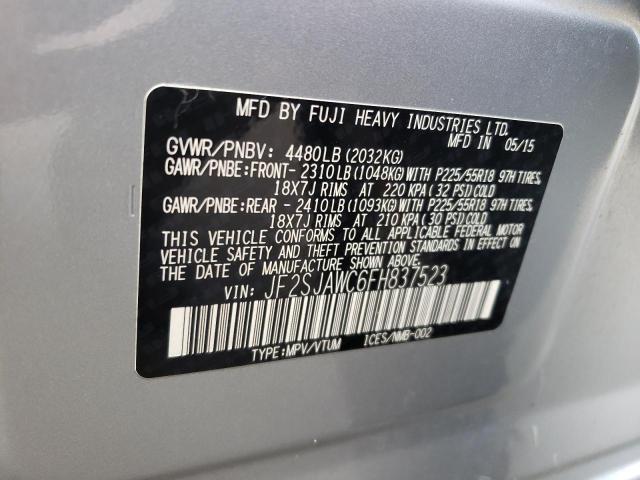 MFD BY FUJI HEAVY INDUSTRIES LTD.
MFD IN 05/15
GVWR/PNBV: 4480LB (2032KG)
GAWR/PNBE:FRONT- 2310LB (1048KG) WITH P225/55R18 97H TIRES,
18X7J RIMS AT 220 KPA (32 PSI) COLD
GAWR/PNBE:REAR - 2410LB (1093KG) WITH P225/55R18 97H TIRES,
18X7J RIMS AT 210 KPA (30 PSI) COLD
THIS VEHICLE CONFORMS TO ALL APPLICABLE FEDERAL MOTOR
VEHICLE SAFETY AND THEFT PREVENTION STANDARDS IN EFFECT ON
THE DATE OF MANUFACTURE SHOWN ABOVE.
VIN: JF2SJAWC6FH837523
TYPE:MPV/VTUM ICES/NMB-002